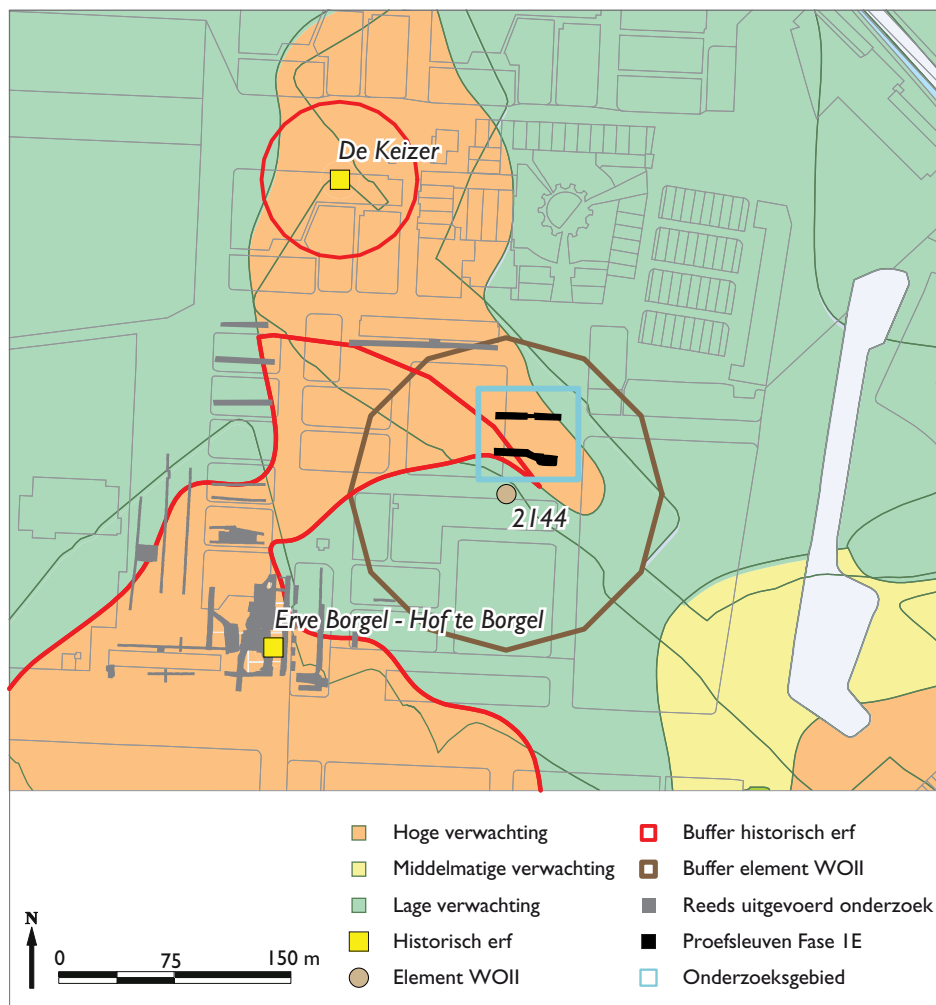 De Keizer
2144
Erve Borgel - Hof te Borgel
Hoge verwachting
Middelmatige verwachting
Lage verwachting
Historisch erf
Element WOII
Buffer historisch erf
Buffer element WOII
Reeds uitgevoerd onderzoek
Proefsleuven Fase 1E
Onderzoeksgebied
N
0 75 150 m